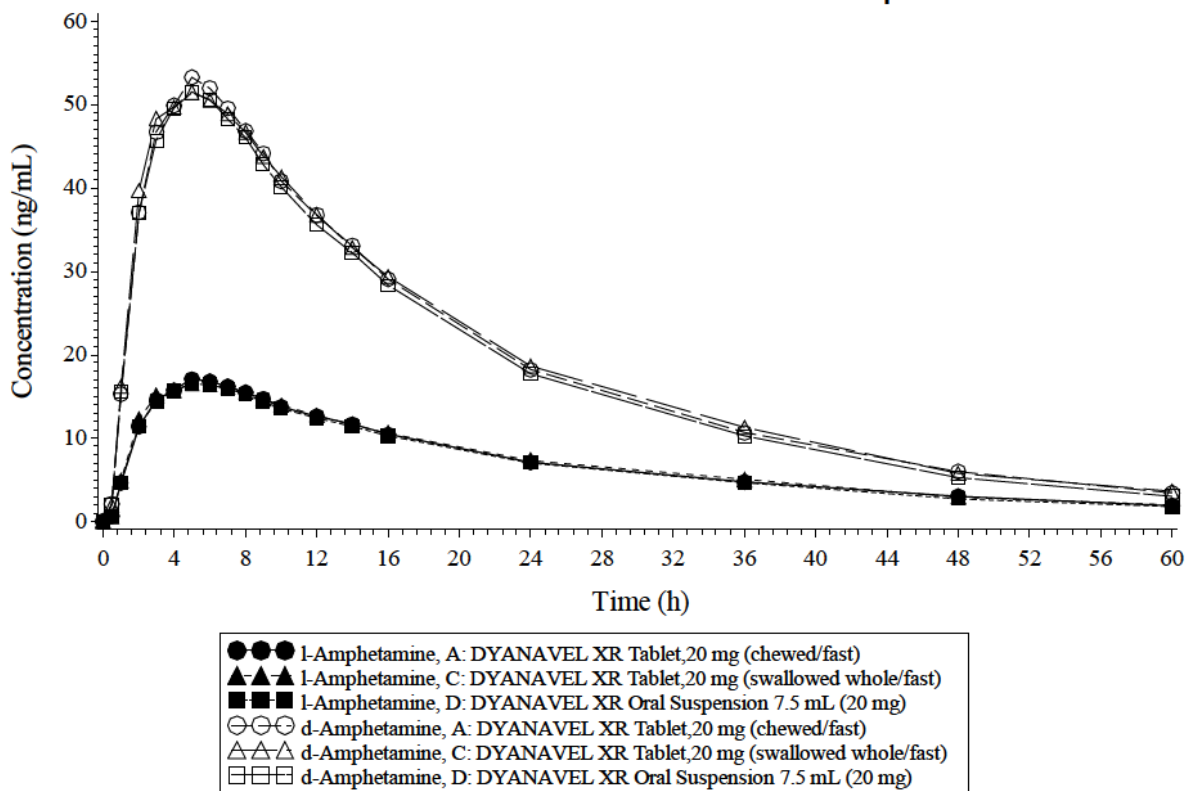 60
50
40
30
20
10
0
Concentration (ng/mL)
0 4 8 12 16 20 24 28 32 36 40 44 48 52 56 60
Time (h)
l-Amphetamine, A: DYANAVEL XR Tablet,20 mg (chewed/fast)
l-Amphetamine, C: DYANAVEL XR Tablet,20 mg (swallowed whole/fast)
l-Amphetamine, D: DYANAVEL XR Oral Suspension 7.5 mL (20 mg)
d-Amphetamine, A: DYANAVEL XR Tablet,20 mg (chewed/fast)
d-Amphetamine, C: DYANAVEL XR Tablet,20 mg (swallowed whole/fast)
d-Amphetamine, D: DYANAVEL XR Oral Suspension 7.5 mL (20 mg)